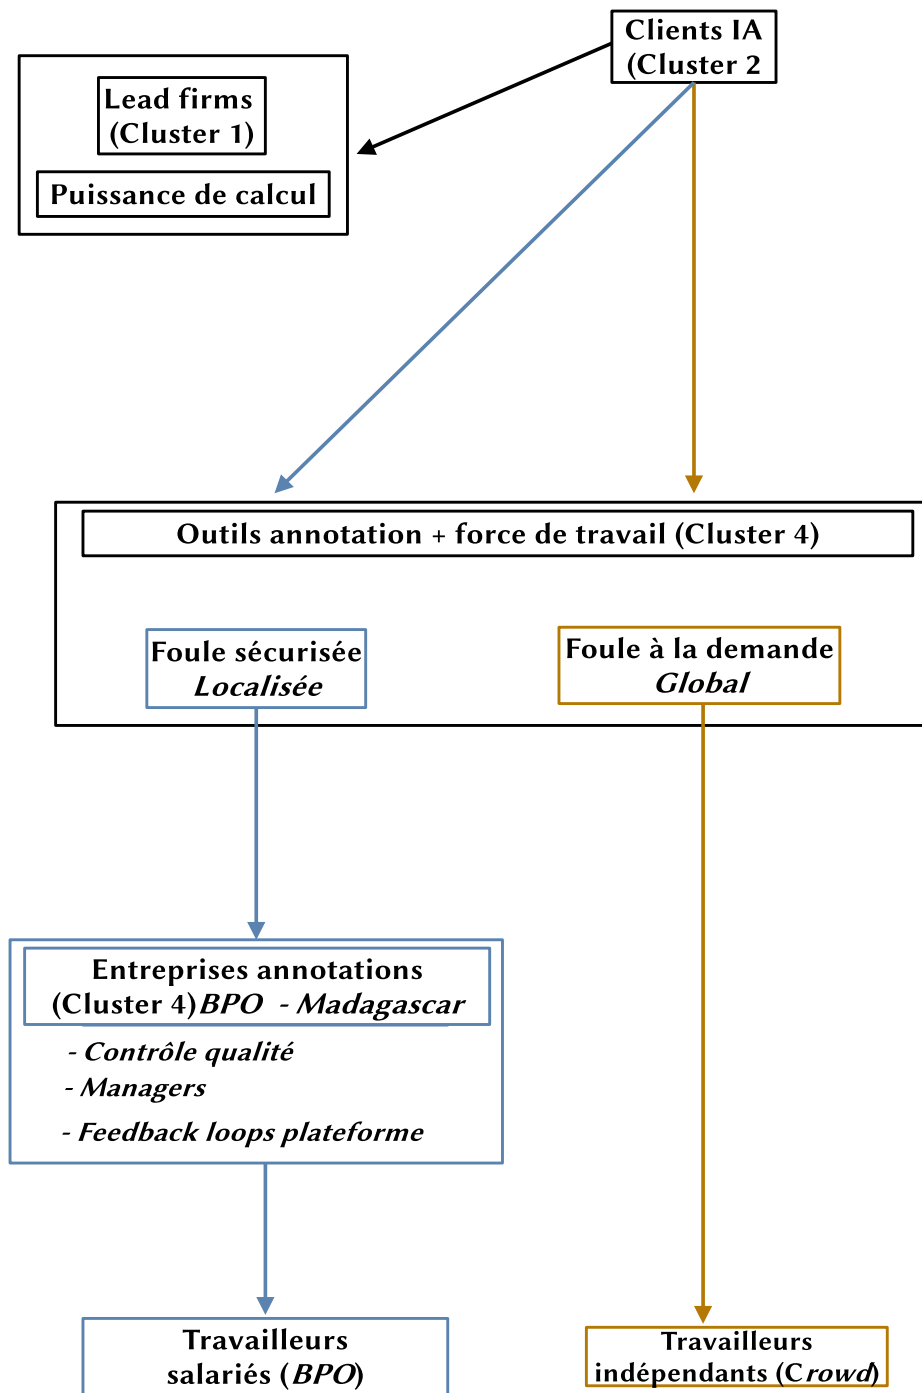 Clients IA
(Cluster 2
Lead firms
(Cluster 1)
Puissance de calcul
Outils annotation + force de travail (Cluster 4)
Foule sécurisée
Localisée
Foule à la demande
Global
Entreprises annotations
(Cluster 4)BPO - Madagascar
- Contrôle qualité
- Managers
- Feedback loops plateforme
Travailleurs
salariés (BPO)
Travailleurs
indépendants (Crowd)